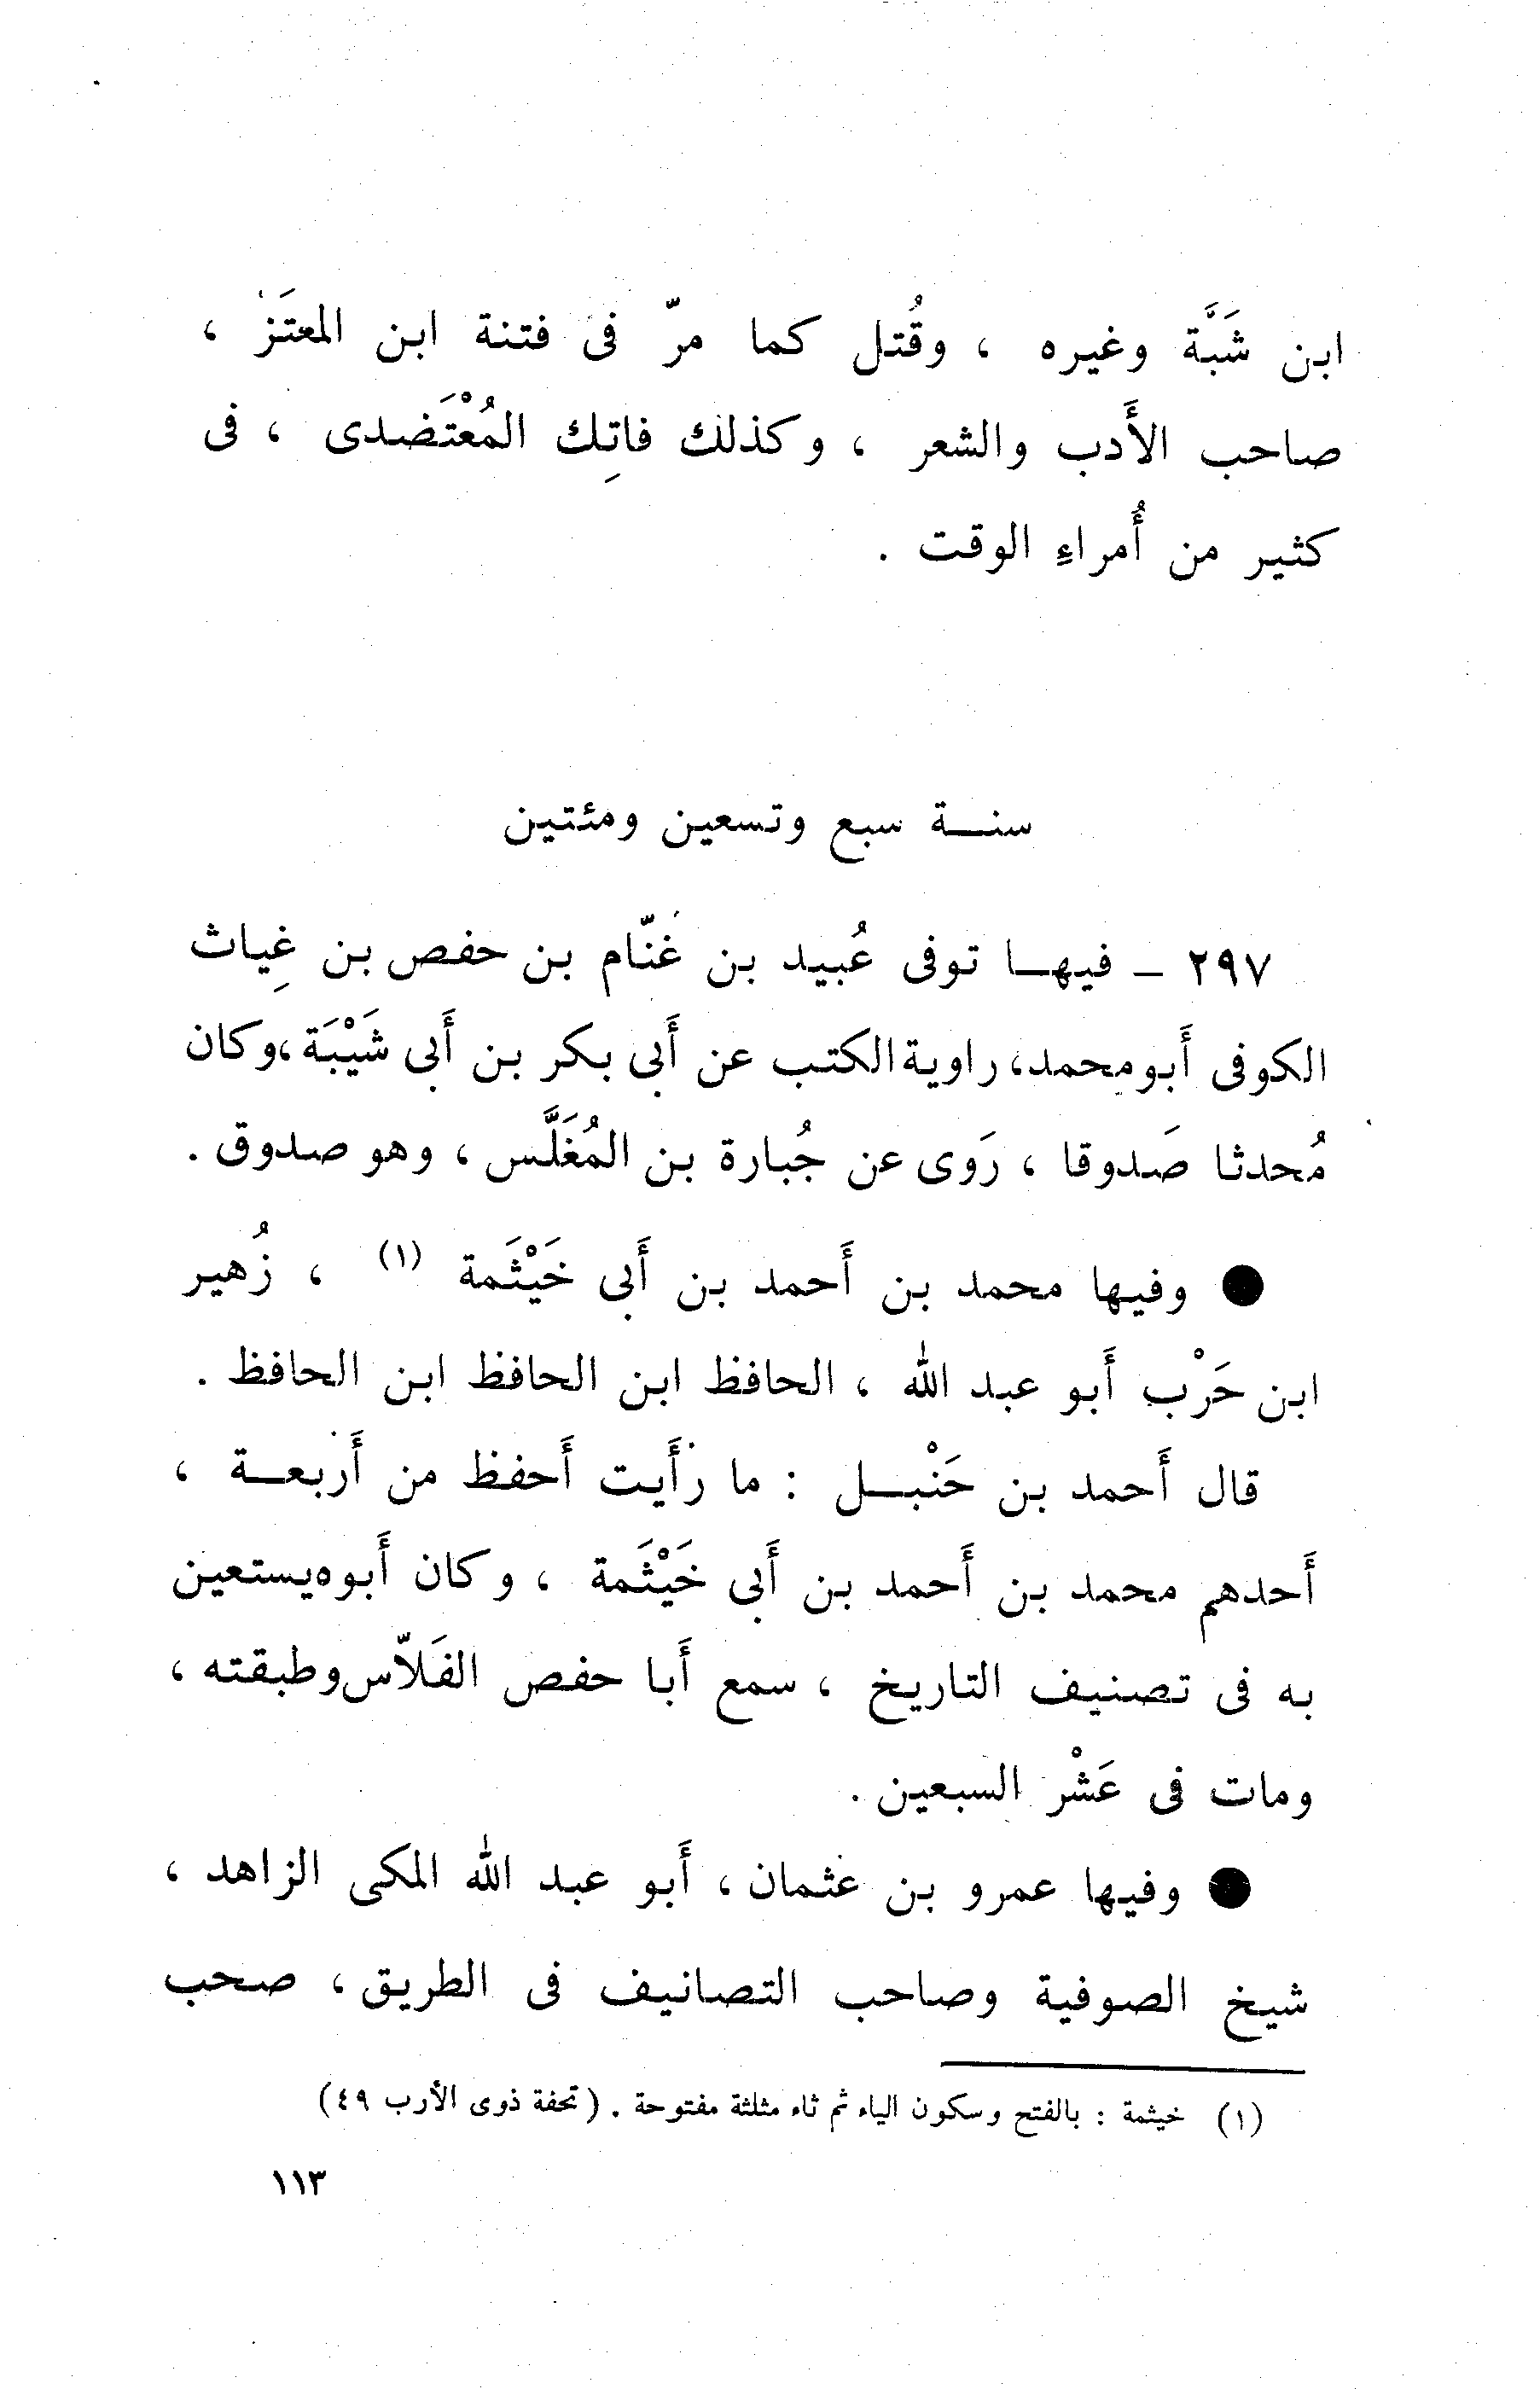 ابن شَبَّة وغيره ، وقُتل كما مرّ فى فتنة ابن المعتَز ،
صاحب الأَدب والشعر ، وكذلك فاتِك المُعْتَضدى ، فى
كثير من أُمراءِ الوقت .
سنة سبع وتسعين ومئتين
٢٩٧ – فيها توفى عُبيد بن غنّام بن حفص بن غِياث
الكوفى أَبو محمد، راوية الكتب عن أَبى بكر بن أَبى شَيْبَة، وكان
مُحدثا صَدوقا ، رَوى عن جُبارة بن المُغَلَّس ، وهو صدوق .
● وفيها محمد بن أَحمد بن أَبى خَيْثَمة (١) ، زُهير
ابن حَرْب أَبو عبد الله ، الحافظ ابن الحافظ ابن الحافظ .
قال أَحمد بن حَنْبل : ما رأَيت أَحفظ من أَربعة ،
أَحدهم محمد بن أَحمد بن أَبى خَيْثَمة ، وكان أَبوه يستعين
به فى تصنيف التاريخ ، سمع أَبا حفص الفَلاّس وطبقته ،
ومات فى عَشْر السبعين .
● وفيها عمرو بن عثمان ، أَبو عبد الله المكى الزاهد ،
شيخ الصوفية وصاحب التصانيف فى الطريق ، صحب
(١) خيثمة : بالفتح وسكون الياء ثم ثاء مثلثة مفتوحة . (تحفة ذوى الأرب ٤٩)
١١٣